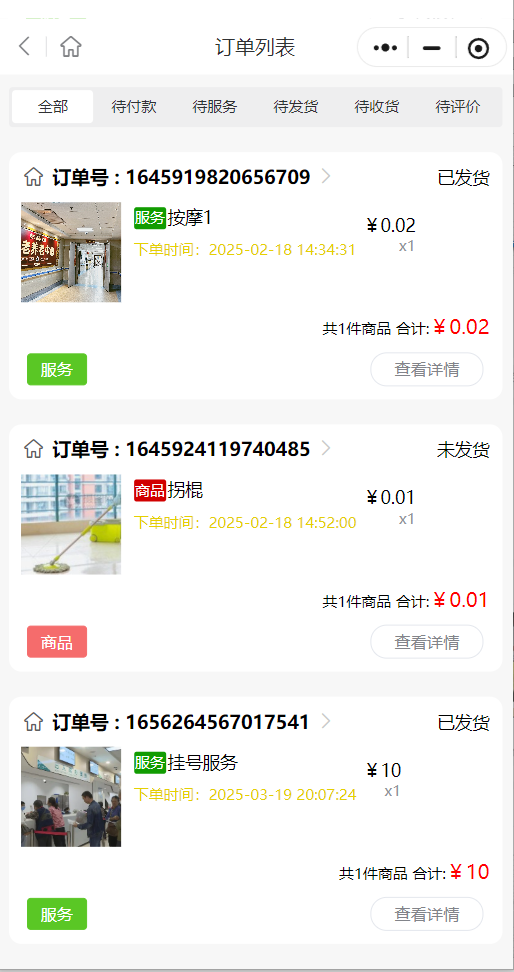 订单列表
全部 待付款 待服务 待发货 待收货 待评价
订单号 : 1645919820656709 已发货
服务 按摩1
¥ 0.02
下单时间：2025-02-18 14:34:31
x1
共1件商品 合计: ¥ 0.02
服务 查看详情
订单号 : 1645924119740485 未发货
商品 拐棍
¥ 0.01
下单时间：2025-02-18 14:52:00
x1
共1件商品 合计: ¥ 0.01
商品 查看详情
订单号 : 1656264567017541 已发货
服务 挂号服务
¥ 10
下单时间：2025-03-19 20:07:24
x1
共1件商品 合计: ¥ 10
服务 查看详情